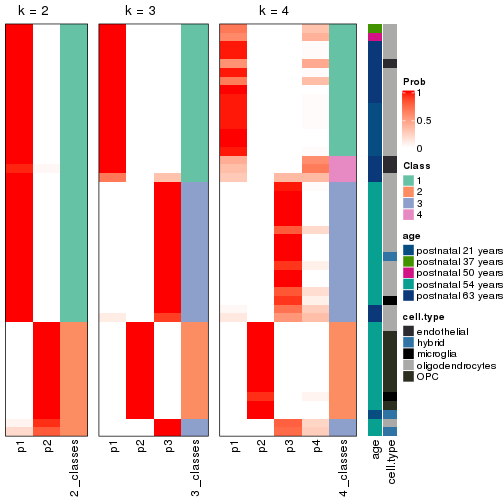 k = 2
k = 3
k = 4
p1
p2
2_classes
p1
p2
p3
3_classes
p1
p2
p3
p4
4_classes
age
cell.type
Prob
1
0.5
0
Class
1
2
3
4
age
postnatal 21 years
postnatal 37 years
postnatal 50 years
postnatal 54 years
postnatal 63 years
cell.type
endothelial
hybrid
microglia
oligodendrocytes
OPC